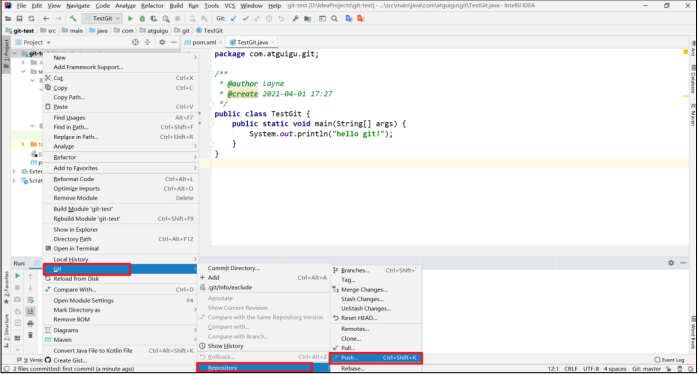 File Edit View Navigate Code Analyze Refactor Build Run Tools VCS Window Help git-test [D:\IdeaProjects\git-test] - ...\src\main\java\com\atguigu\git\TestGit.java - IntelliJ IDEA
TestGit Git:
git-test src main java com atguigu git TestGit
Project
pom.xml × TestGit.java ×
package com.atguigu.git;
/**
* @author Layne
* @create 2021-04-01 17:27
*/
public class TestGit {
public static void main(String[] args) {
System.out.println("hello git!");
}
}
New
Add Framework Support...
Cut Ctrl+X
Copy Ctrl+C
Copy Path...
Paste Ctrl+V
Find Usages Alt+F7
Find in Path... Ctrl+Shift+F
Replace in Path... Ctrl+Shift+R
Analyze
Refactor
Add to Favorites
Reformat Code Ctrl+Alt+L
Optimize Imports Ctrl+Alt+O
Remove Module Delete
Build Module 'git-test'
Rebuild Module 'git-test' Ctrl+Shift+F9
Show in Explorer
Directory Path Ctrl+Alt+F12
Open in Terminal
Local History
Git
Reload from Disk
Compare With... Ctrl+D
Open Module Settings F4
Mark Directory as
Remove BOM
Diagrams
Maven
Convert Java File to Kotlin File Ctrl+Alt+Shift+K
Create Gist...
Commit Directory...
Add Ctrl+Alt+A
.git/info/exclude
Annotate
Show Current Revision
Compare with the Same Repository Version
Compare with...
Compare with Branch...
Show History
Rollback... Ctrl+Alt+Z
Repository
Branches... Ctrl+Shift+`
Tag...
Merge Changes...
Stash Changes...
UnStash Changes...
Reset HEAD...
Remotes...
Clone...
Pull...
Push... Ctrl+Shift+K
Rebase...
Run:
1: Project
2: Favorites
Z: Structure
Ant
Database
Maven
Word Book
Event Log
2 files committed: first commit (a minute ago)
12:1 CRLF UTF-8 4 spaces Git: master